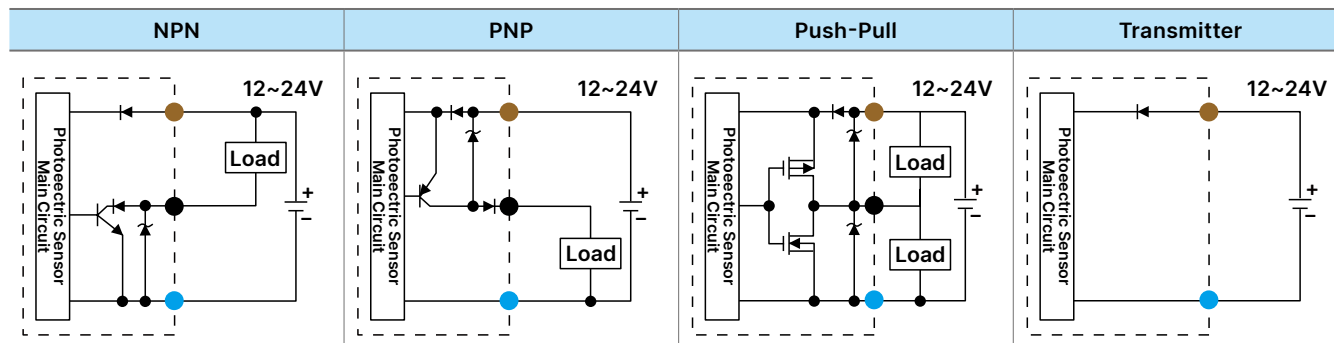 NPN
PNP
Push-Pull
Transmitter
12~24V
Photoeectric Sensor
Main Circuit
Load
+
−
12~24V
Photoeectric Sensor
Main Circuit
Load
+
−
12~24V
Photoeectric Sensor
Main Circuit
Load
Load
+
−
12~24V
Photoeectric Sensor
Main Circuit
+
−